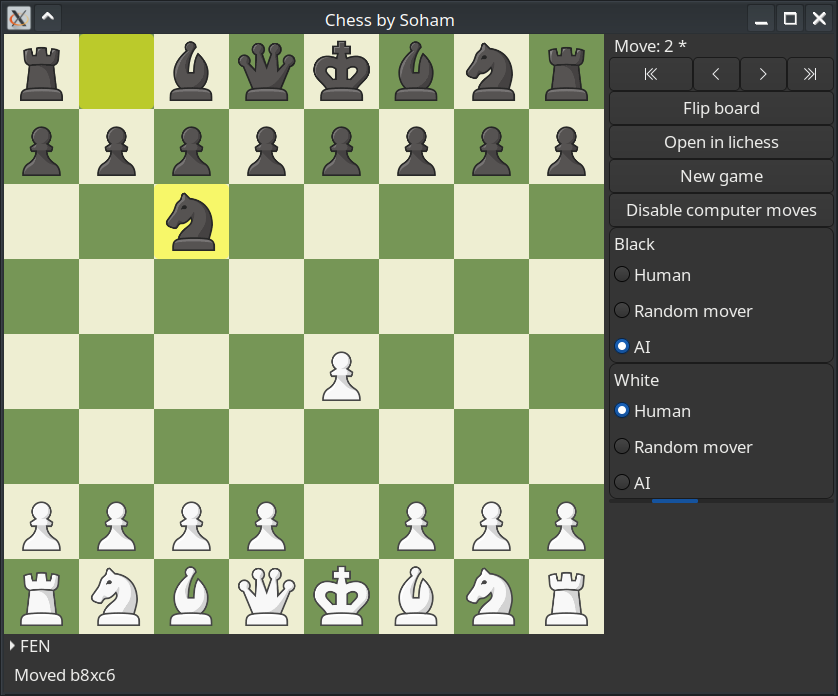 Chess by Soham
Move: 2 *
Flip board
Open in lichess
New game
Disable computer moves
Black
Human
Random mover
AI
White
Human
Random mover
AI
FEN
Moved b8xc6